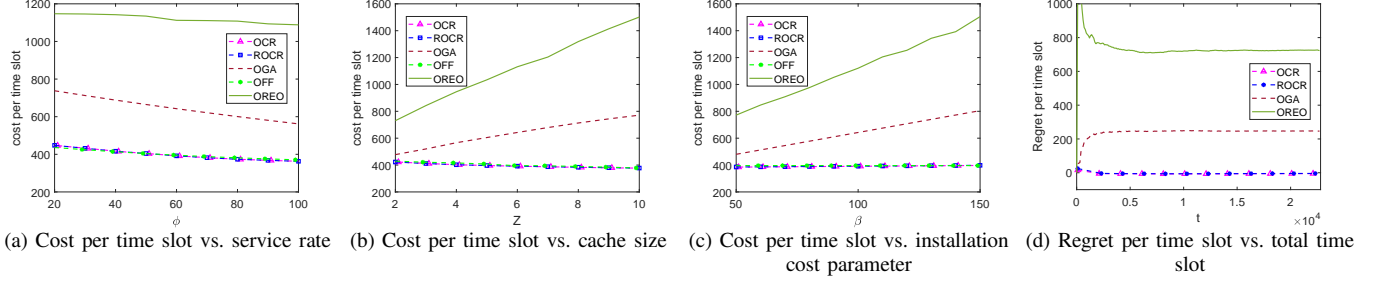 1200
1000
800
600
400
200
cost per time slot
20
40
60
80
100
ϕ
OCR
ROCR
OGA
OFF
OREO
(a) Cost per time slot vs. service rate
1600
1400
1200
1000
800
600
400
200
cost per time slot
2
4
6
8
10
Z
OCR
ROCR
OGA
OFF
OREO
(b) Cost per time slot vs. cache size
1600
1400
1200
1000
800
600
400
200
cost per time slot
50
100
150
β
OCR
ROCR
OGA
OFF
OREO
(c) Cost per time slot vs. installation
cost parameter
1000
800
600
400
200
0
Regret per time slot
0
0.5
1
1.5
2
×10⁴
t
OCR
ROCR
OGA
OREO
(d) Regret per time slot vs. total time
slot